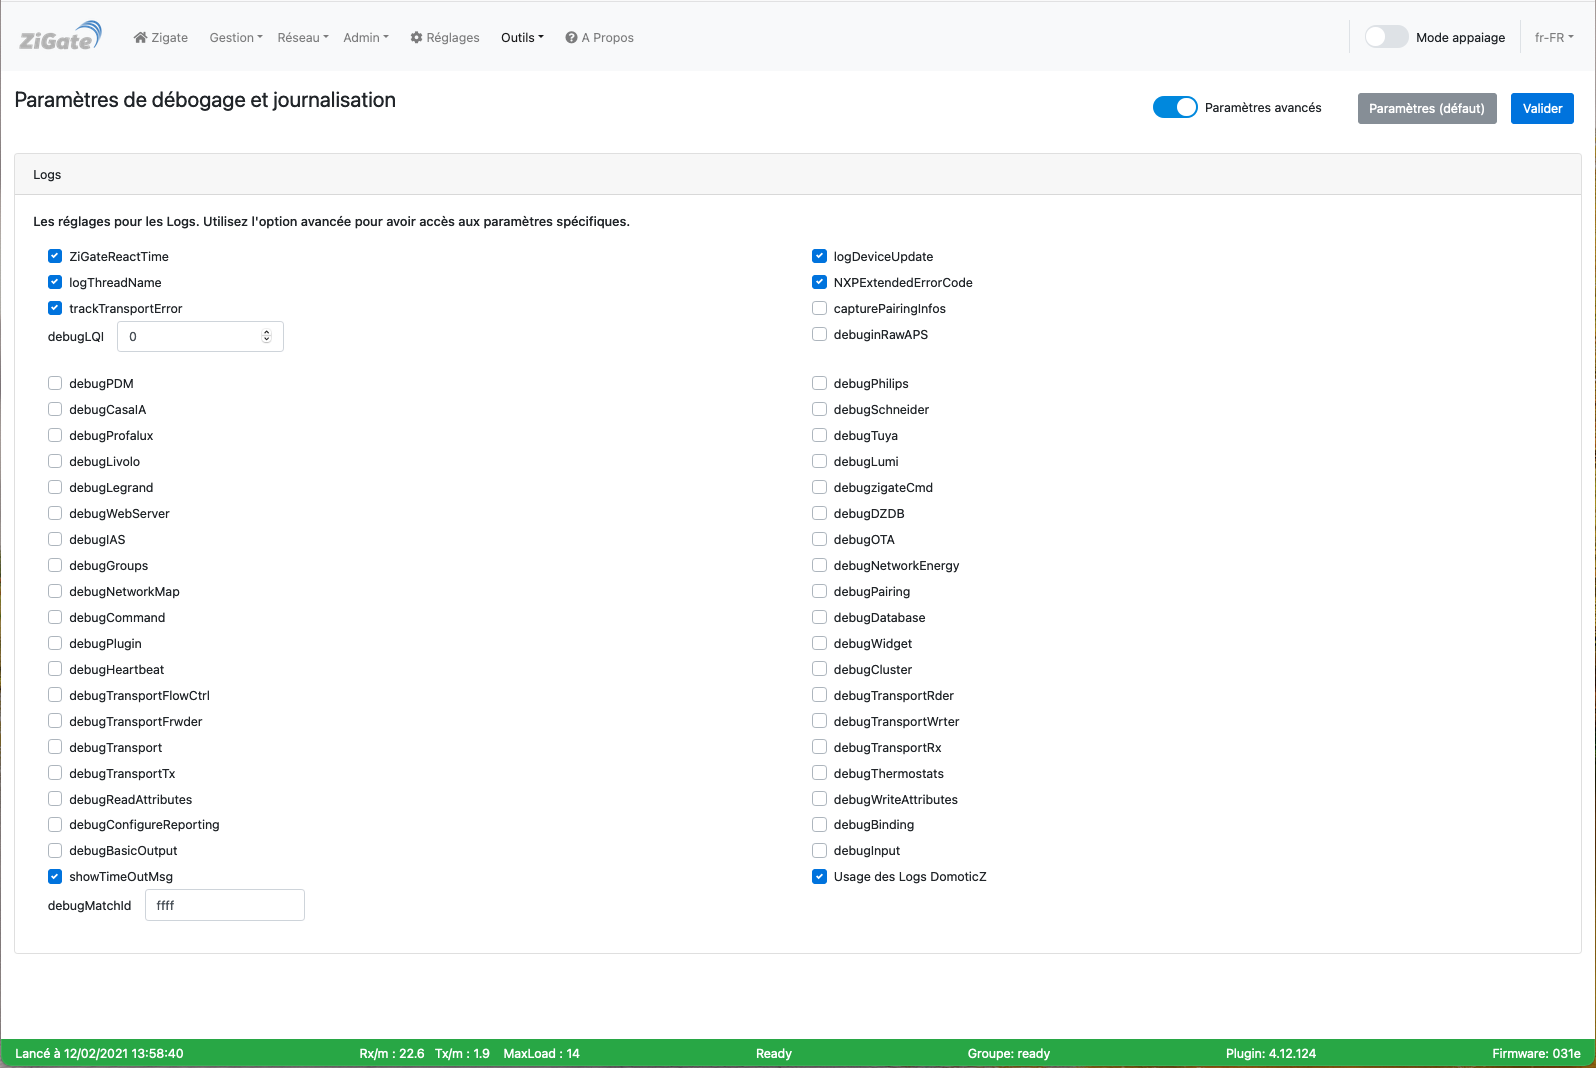 ZiGate Zigate Gestion Réseau Admin Réglages Outils A Propos Mode appaiage fr-FR
Paramètres de débogage et journalisation
Paramètres avancés Paramètres (défaut) Valider
Logs
Les réglages pour les Logs. Utilisez l'option avancée pour avoir accès aux paramètres spécifiques.
ZiGateReactTime logDeviceUpdate
logThreadName NXPExtendedErrorCode
trackTransportError capturePairingInfos
debugLQI 0 debuginRawAPS
debugPDM debugPhilips
debugCasaIA debugSchneider
debugProfalux debugTuya
debugLivolo debugLumi
debugLegrand debugzigateCmd
debugWebServer debugDZDB
debugIAS debugOTA
debugGroups debugNetworkEnergy
debugNetworkMap debugPairing
debugCommand debugDatabase
debugPlugin debugWidget
debugHeartbeat debugCluster
debugTransportFlowCtrl debugTransportRder
debugTransportFrwder debugTransportWrter
debugTransport debugTransportRx
debugTransportTx debugThermostats
debugReadAttributes debugWriteAttributes
debugConfigureReporting debugBinding
debugBasicOutput debugInput
showTimeOutMsg Usage des Logs DomoticZ
debugMatchId ffff
Lancé à 12/02/2021 13:58:40 Rx/m : 22.6 Tx/m : 1.9 MaxLoad : 14 Ready Groupe: ready Plugin: 4.12.124 Firmware: 031e